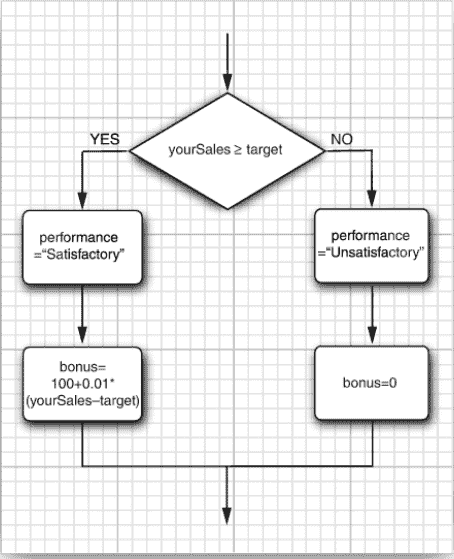 yourSales ≥ target
YES
NO
performance
="Satisfactory"
performance
="Unsatisfactory"
bonus=
100+0.01*
(yourSales–target)
bonus=0